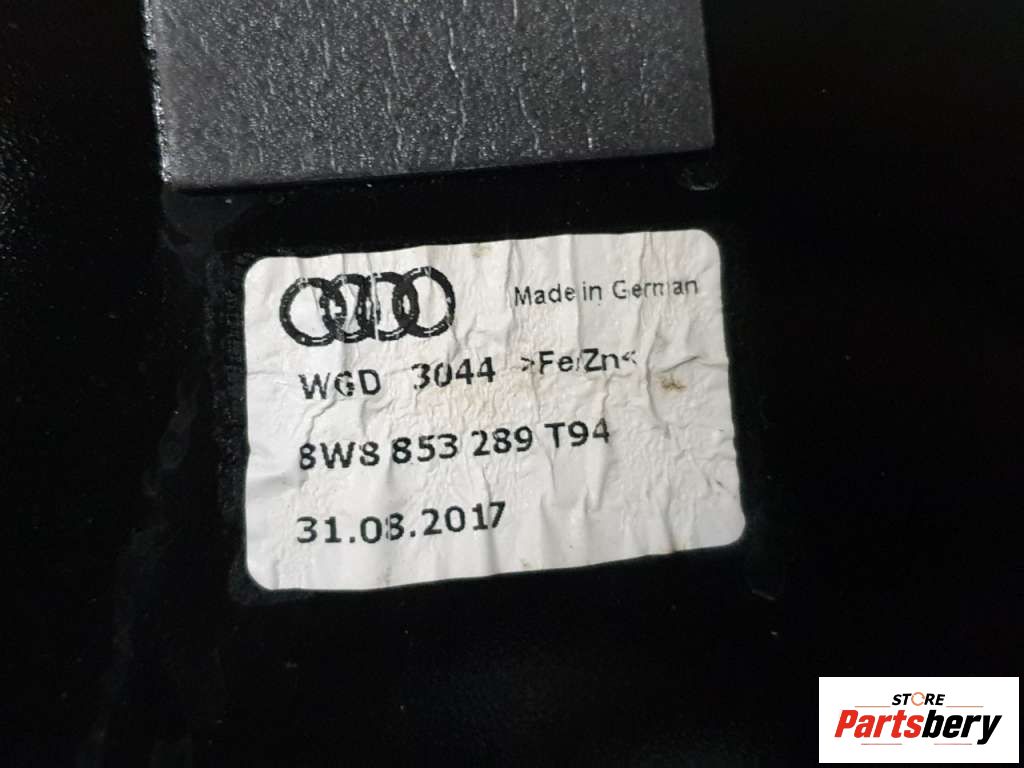 Made in German
WGD 3044 >Fe/Zn<
8W8 853 289 T94
31.08.2017
STORE
Partsbery